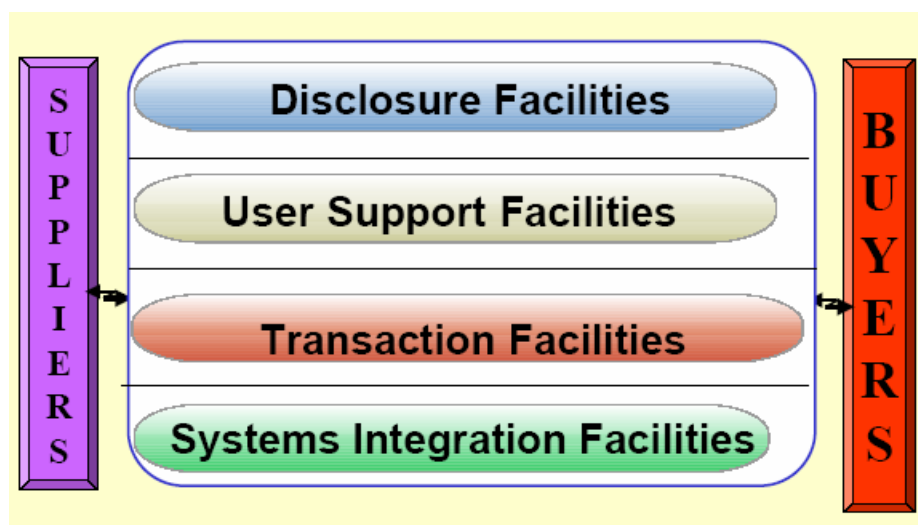 SUPPLIERS
Disclosure Facilities
User Support Facilities
Transaction Facilities
Systems Integration Facilities
BUYERS